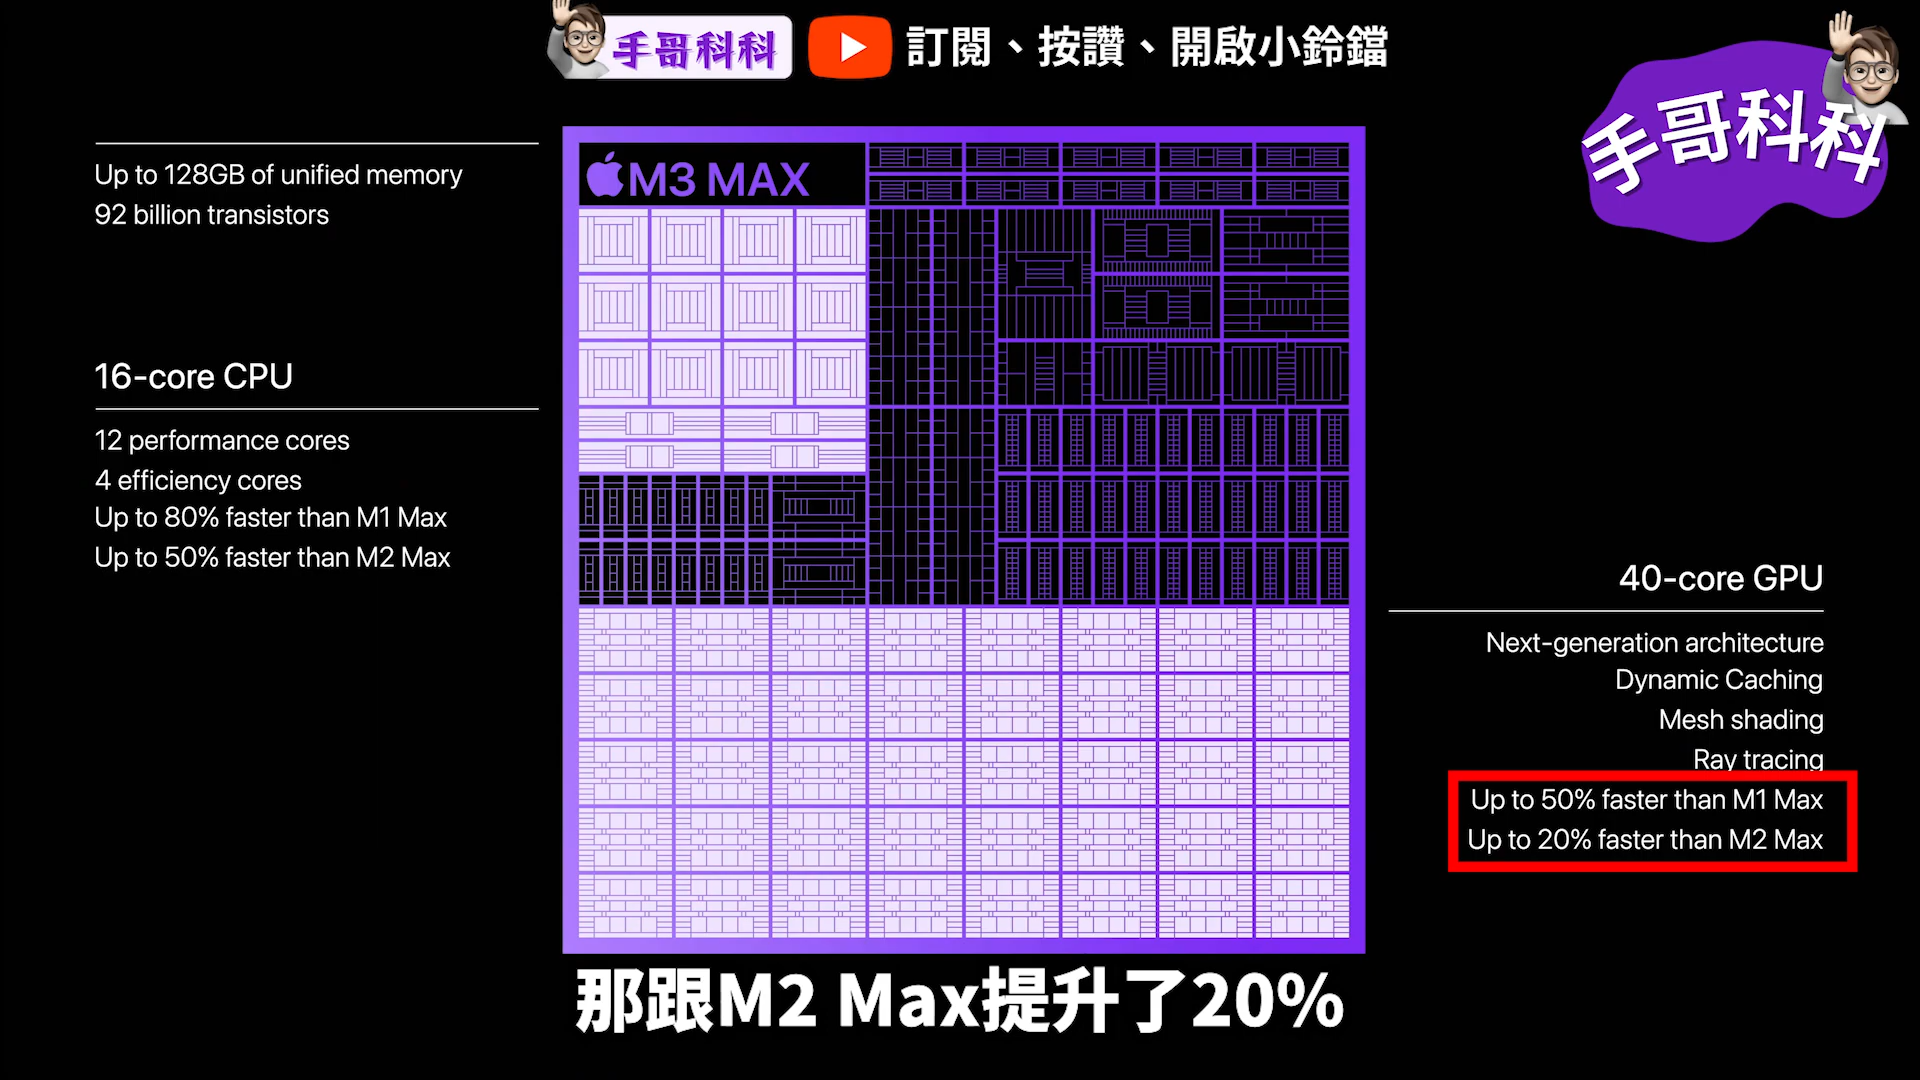 手哥科科
訂閱、按讚、開啟小鈴鐺
手哥科科
Up to 128GB of unified memory
92 billion transistors
M3 MAX
16-core CPU
12 performance cores
4 efficiency cores
Up to 80% faster than M1 Max
Up to 50% faster than M2 Max
40-core GPU
Next-generation architecture
Dynamic Caching
Mesh shading
Ray tracing
Up to 50% faster than M1 Max
Up to 20% faster than M2 Max
那跟M2 Max提升了20%